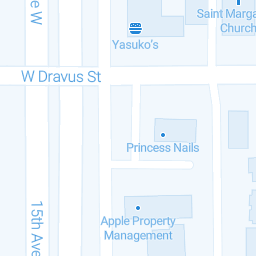 e W
Saint Marga
Church
Yasuko's
W Dravus St
Princess Nails
15th Ave
Apple Property
Management